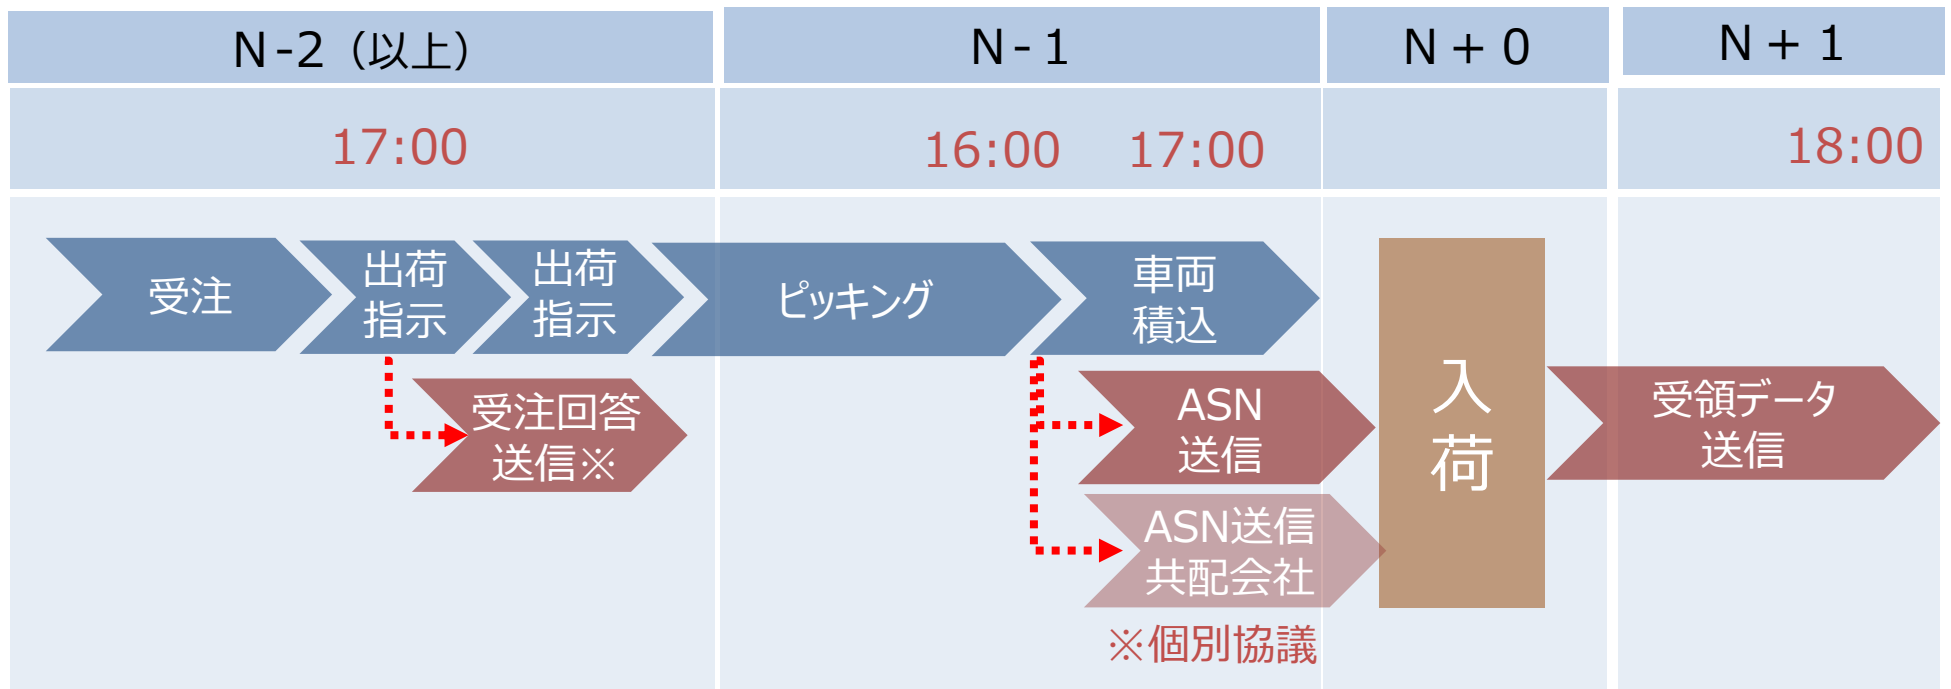 N-2（以上）
N-1
N+0
N+1
17:00
16:00
17:00
18:00
受注
出荷
指示
出荷
指示
ピッキング
車両
積込
受注回答
送信※
ASN
送信
ASN送信
共配会社
※個別協議
入
荷
受領データ
送信